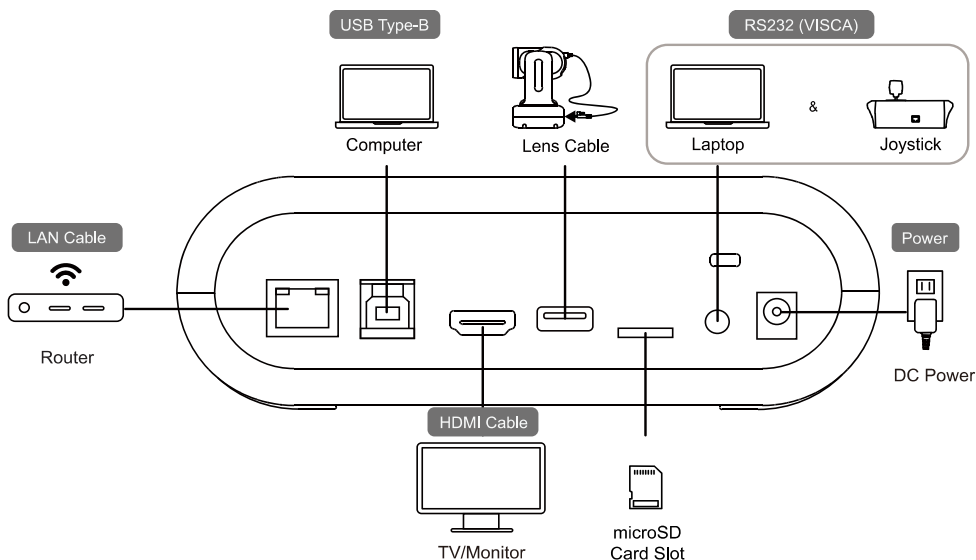 USB Type-B
RS232 (VISCA)
Computer
Lens Cable
Laptop
&
Joystick
LAN Cable
Power
Router
DC Power
HDMI Cable
TV/Monitor
microSD
Card Slot